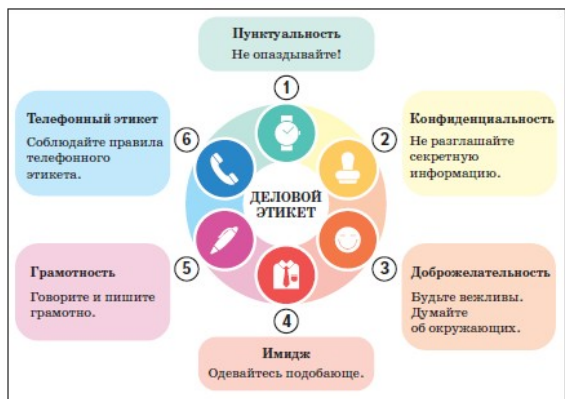 Пунктуальность
Не опаздывайте!
1
Телефонный этикет
Соблюдайте правила
телефонного
этикета.
6
2
Конфиденциальность
Не разглашайте
секретную
информацию.
ДЕЛОВОЙ
ЭТИКЕТ
Грамотность
Говорите и пишите
грамотно.
5
3
Доброжелательность
Будьте вежливы.
Думайте
об окружающих.
4
Имидж
Одевайтесь подобающе.